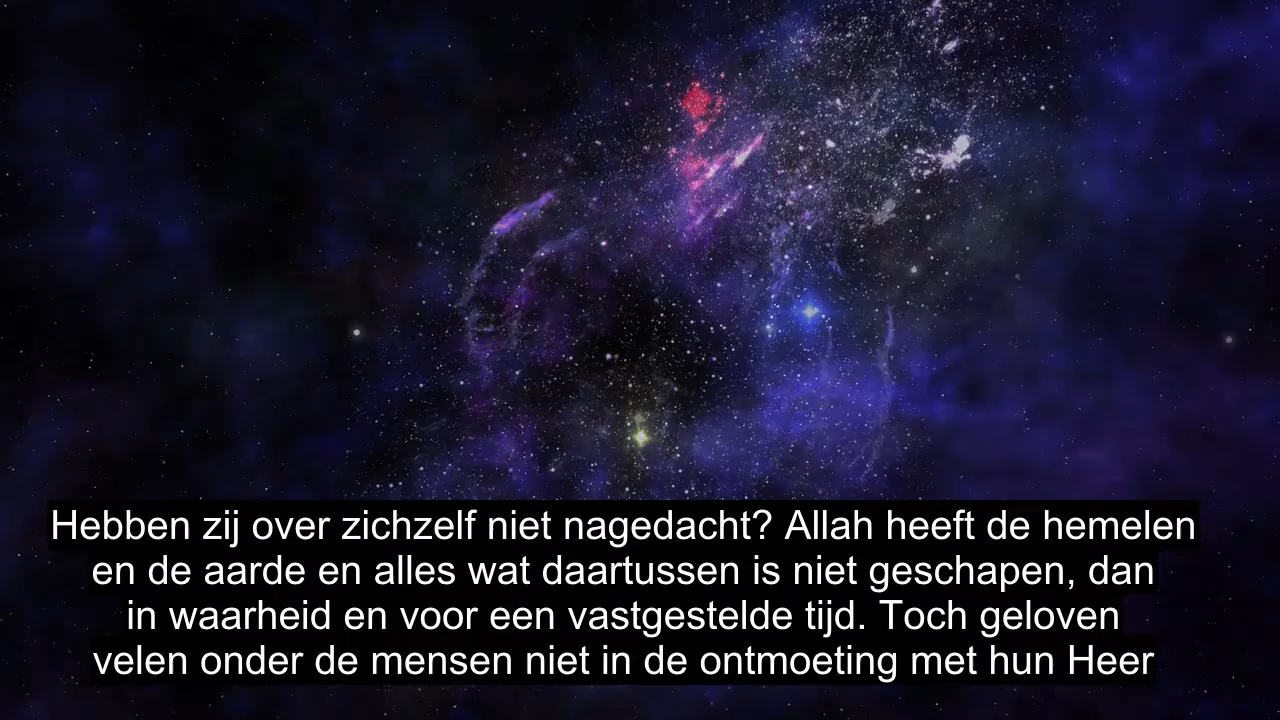 Hebben zij over zichzelf niet nagedacht? Allah heeft de hemelen
en de aarde en alles wat daartussen is niet geschapen, dan
in waarheid en voor een vastgestelde tijd. Toch geloven
velen onder de mensen niet in de ontmoeting met hun Heer